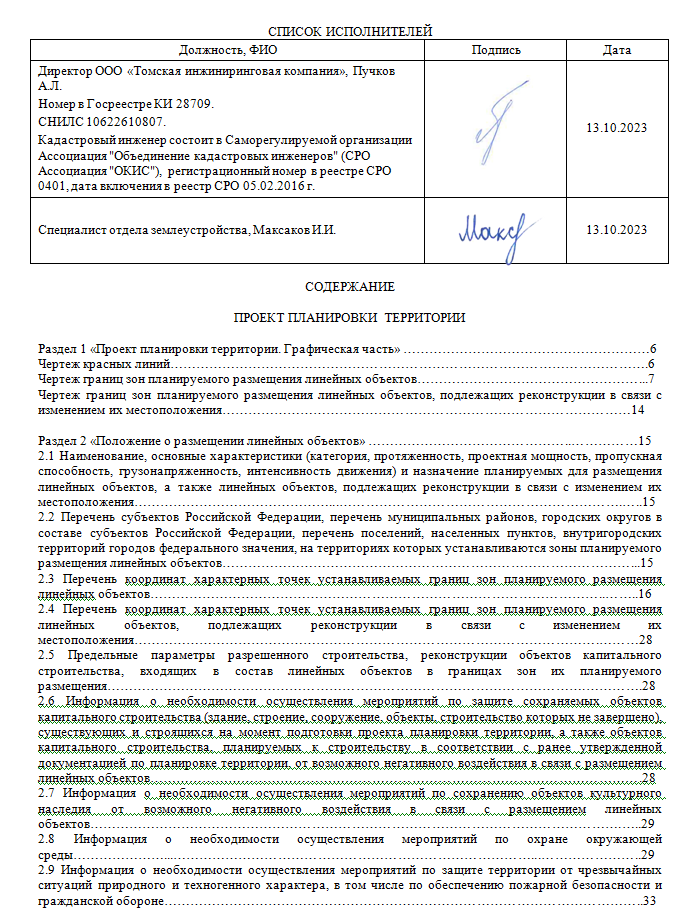 СПИСОК ИСПОЛНИТЕЛЕЙ
Должность, ФИО
Подпись
Дата
Директор ООО «Томская инжиниринговая компания», Пучков
А.Л.
Номер в Госреестре КИ 28709.
СНИЛС 10622610807.
Кадастровый инженер состоит в Саморегулируемой организации
Ассоциация "Объединение кадастровых инженеров" (СРО
Ассоциация "ОКИС"), регистрационный номер в реестре СРО
0401, дата включения в реестр СРО 05.02.2016 г.
13.10.2023
Специалист отдела землеустройства, Максаков И.И.
Макс
13.10.2023
СОДЕРЖАНИЕ
ПРОЕКТ ПЛАНИРОВКИ ТЕРРИТОРИИ
Раздел 1 «Проект планировки территории. Графическая часть» ……………………………………………………6
Чертеж красных линий……………………………………………………………………………………6
Чертеж границ зон планируемого размещения линейных объектов………………………………………………...7
Чертеж границ зон планируемого размещения линейных объектов, подлежащих реконструкции в связи с
изменением их местоположения……………………………………………………………………………14
Раздел 2 «Положение о размещении линейных объектов» ………………………………………………………15
2.1 Наименование, основные характеристики (категория, протяженность, проектная мощность, пропускная
способность, грузонапряженность, интенсивность движения) и назначение планируемых для размещения
линейных объектов, а также линейных объектов, подлежащих реконструкции в связи с изменением их
местоположения……………………………………………………………………………………………15
2.2 Перечень субъектов Российской Федерации, перечень муниципальных районов, городских округов в
составе субъектов Российской Федерации, перечень поселений, населенных пунктов, внутригородских
территорий городов федерального значения, на территориях которых устанавливаются зоны планируемого
размещения линейных объектов……………………………………………………………………………15
2.3 Перечень координат характерных точек устанавливаемых границ зон планируемого размещения
линейных объектов…………………………………………………………………………………………16
2.4 Перечень координат характерных точек устанавливаемых границ зон планируемого размещения
линейных объектов, подлежащих реконструкции в связи с изменением их
местоположения……………………………………………………………………………………………28
2.5 Предельные параметры разрешенного строительства, реконструкции объектов капитального
строительства, входящих в состав линейных объектов в границах зон их планируемого
размещения…………………………………………………………………………………………………28
2.6 Информация о необходимости осуществления мероприятий по защите сохраняемых объектов
капитального строительства (здание, строение, сооружение, объекты, строительство которых не завершено),
существующих и строящихся на момент подготовки проекта планировки территории, а также объектов
капитального строительства, планируемых к строительству в соответствии с ранее утвержденной
документацией по планировке территории, от возможного негативного воздействия в связи с размещением
линейных объектов…………………………………………………………………………………………28
2.7 Информация о необходимости осуществления мероприятий по сохранению объектов культурного
наследия от возможного негативного воздействия в связи с размещением линейных
объектов……………………………………………………………………………………………………29
2.8 Информация о необходимости осуществления мероприятий по охране окружающей
среды………………………………………………………………………………………………………29
2.9 Информация о необходимости осуществления мероприятий по защите территории от чрезвычайных
ситуаций природного и техногенного характера, в том числе по обеспечению пожарной безопасности и
гражданской обороне………………………………………………………………………………………33